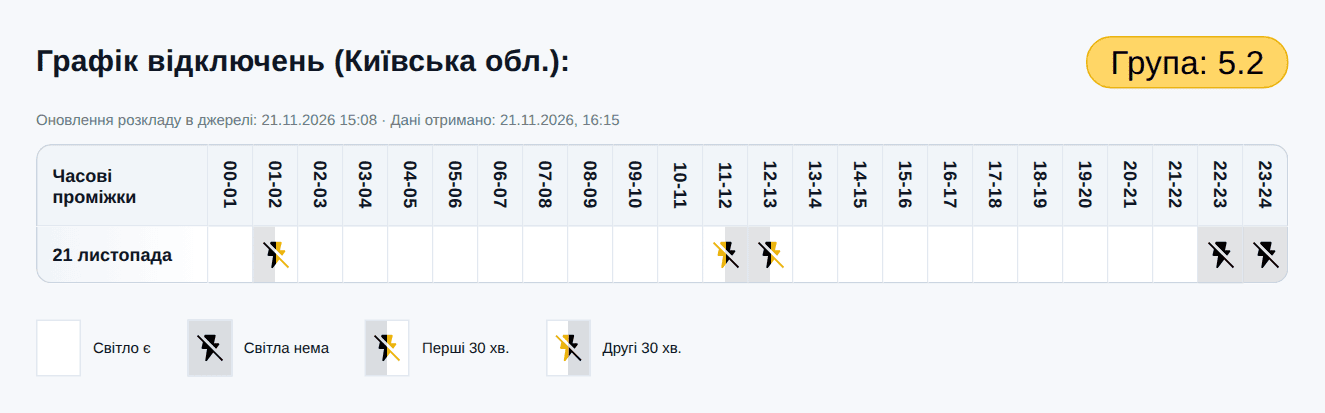 Графік відключень (Київська обл.):
Група: 5.2
Оновлення розкладу в джерелі: 21.11.2026 15:08 · Дані отримано: 21.11.2026, 16:15
Часові
проміжки
00-01
01-02
02-03
03-04
04-05
05-06
06-07
07-08
08-09
09-10
10-11
11-12
12-13
13-14
14-15
15-16
16-17
17-18
18-19
19-20
20-21
21-22
22-23
23-24
21 листопада
Світло є
Світла нема
Перші 30 хв.
Другі 30 хв.